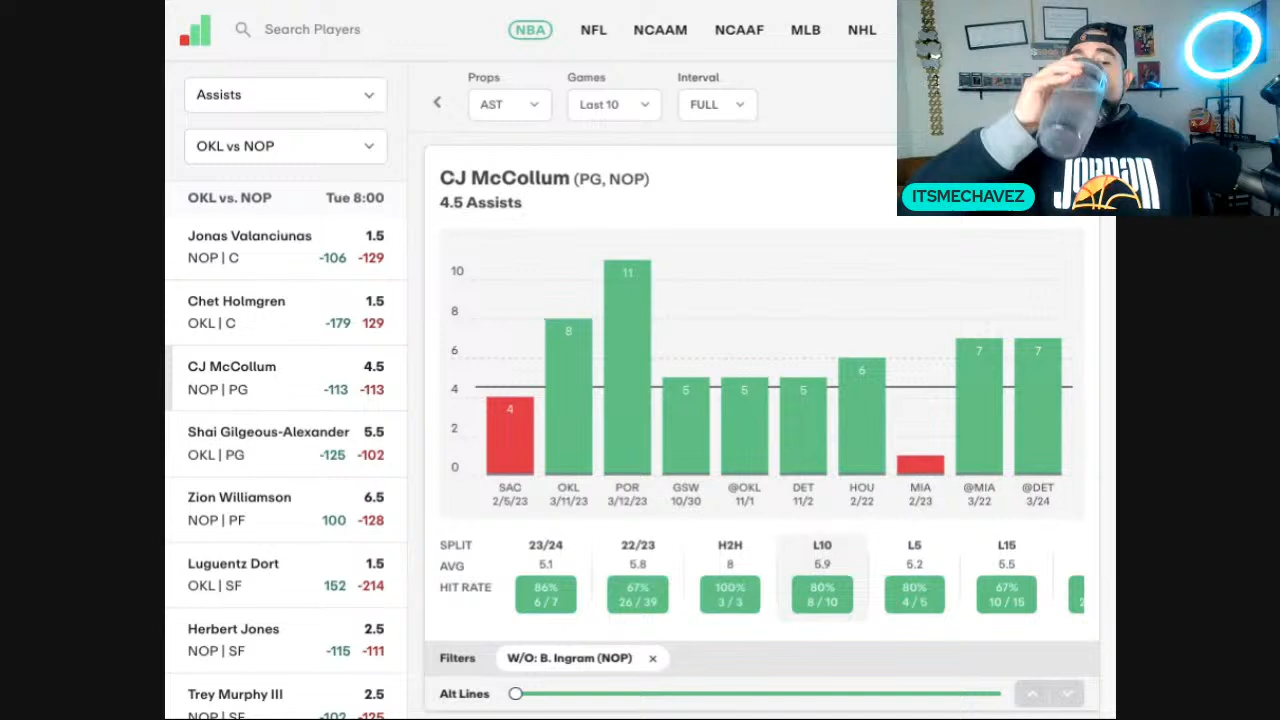 Search Players
NBA
NFL
NCAAM
NCAAF
MLB
NHL
Assists
OKL vs NOP
OKL vs. NOP Tue 8:00
Jonas Valanciunas 1.5
NOP | C -106 -129
Chet Holmgren 1.5
OKL | C -179 129
CJ McCollum 4.5
NOP | PG -113 -113
Shai Gilgeous-Alexander 5.5
OKL | PG -125 -102
Zion Williamson 6.5
NOP | PF 100 -128
Luguentz Dort 1.5
OKL | SF 152 -214
Herbert Jones 2.5
NOP | SF -115 -111
Trey Murphy III 2.5
NOP | SF -102 -125
Props Games Interval
AST Last 10 FULL
CJ McCollum (PG, NOP)
4.5 Assists
10
8
6
4
2
0
4 8 11 5 5 5 6 7 7
SAC OKL POR GSW @OKL DET HOU MIA @MIA @DET
2/5/23 3/11/23 3/12/23 10/30 11/1 11/2 2/22 2/23 3/22 3/24
SPLIT 23/24 22/23 H2H L10 L5 L15
AVG 5.1 5.8 8 5.9 5.2 5.5
HIT RATE 86% 67% 100% 80% 80% 67%
6 / 7 26 / 39 3 / 3 8 / 10 4 / 5 10 / 15 2
Filters W/O: B. Ingram (NOP) ×
Alt Lines
JORDAN
ITSMECHAVEZ